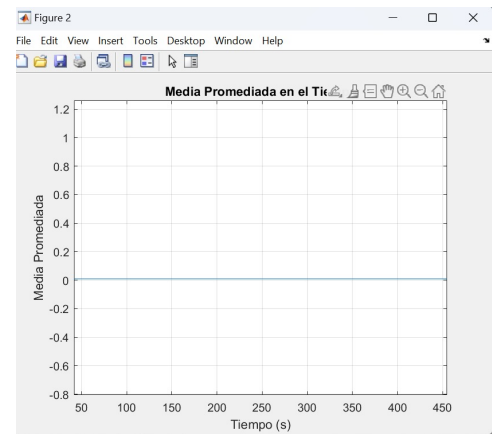 Figure 2
File Edit View Insert Tools Desktop Window Help
Media Promediada en el Tie
1.2
1
0.8
0.6
0.4
0.2
0
-0.2
-0.4
-0.6
-0.8
Media Promediada
50 100 150 200 250 300 350 400 450
Tiempo (s)